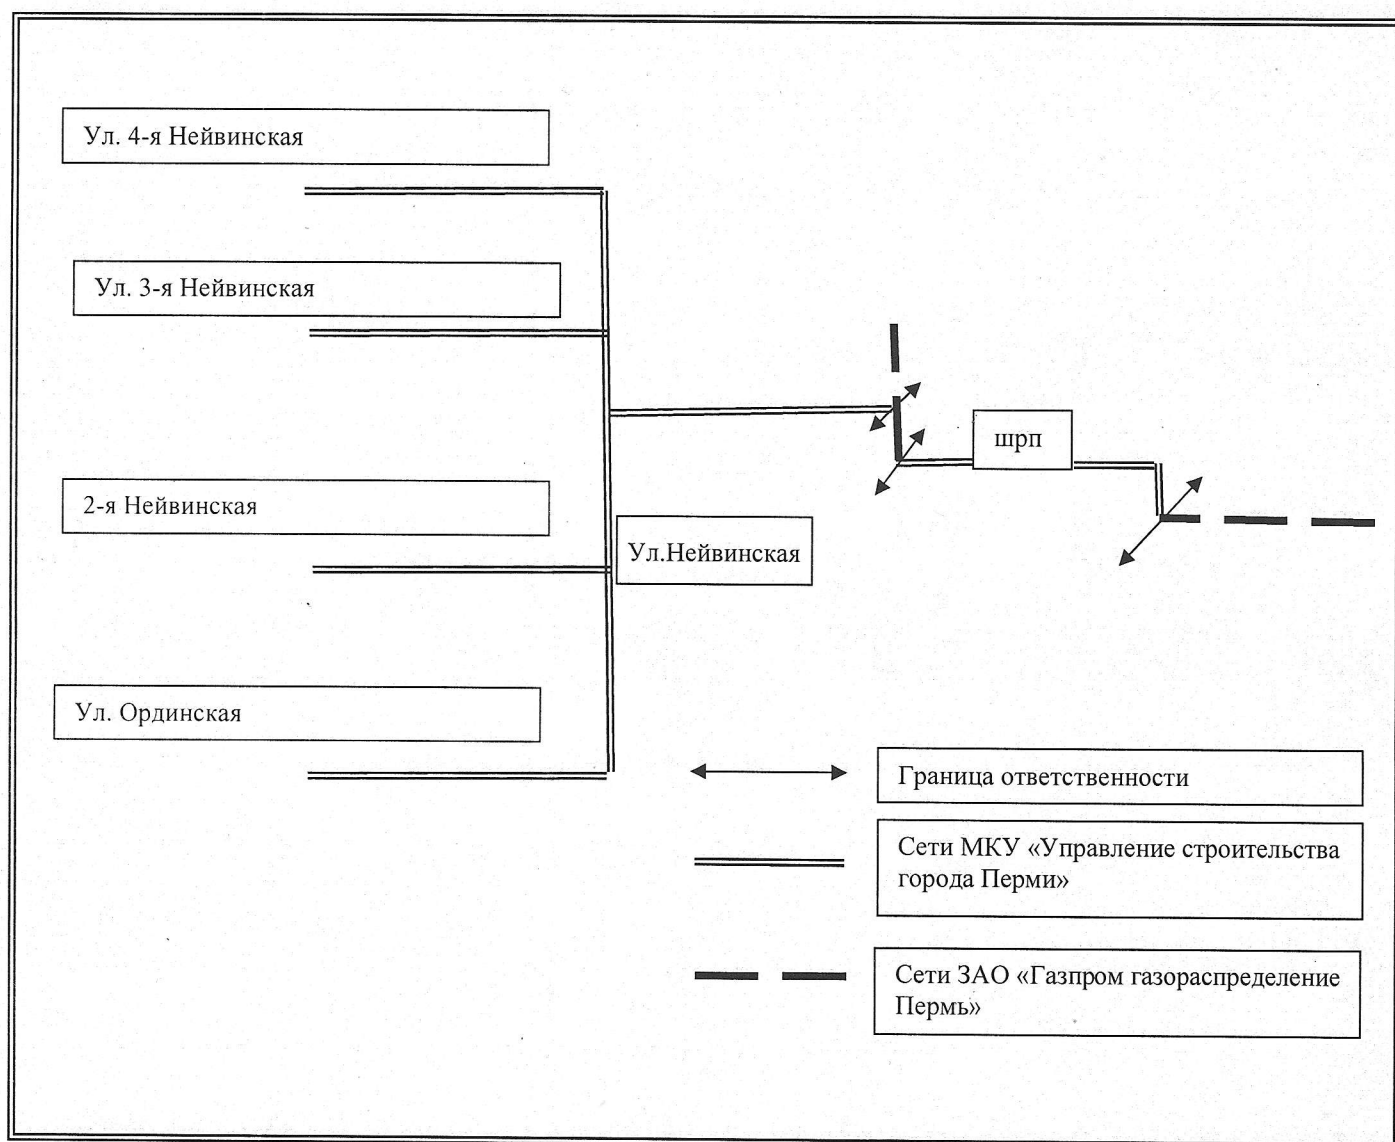 Ул. 4-я Нейвинская
Ул. 3-я Нейвинская
шрп
2-я Нейвинская
Ул.Нейвинская
Ул. Ординская
Граница ответственности
Сети МКУ «Управление строительства
города Перми»
Сети ЗАО «Газпром газораспределение
Пермь»